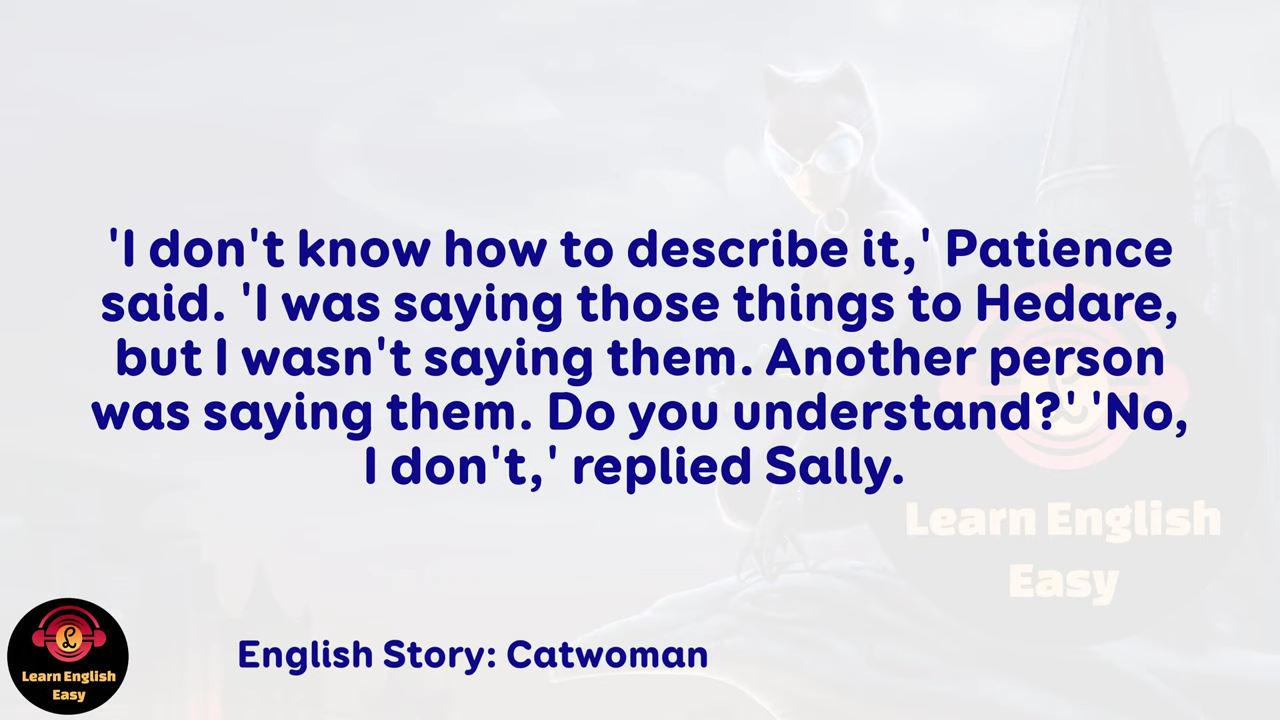 'I don't know how to describe it,' Patience
said. 'I was saying those things to Hedare,
but I wasn't saying them. Another person
was saying them. Do you understand?' 'No,
I don't,' replied Sally.
Learn English
Easy
English Story: Catwoman
Learn English
Easy